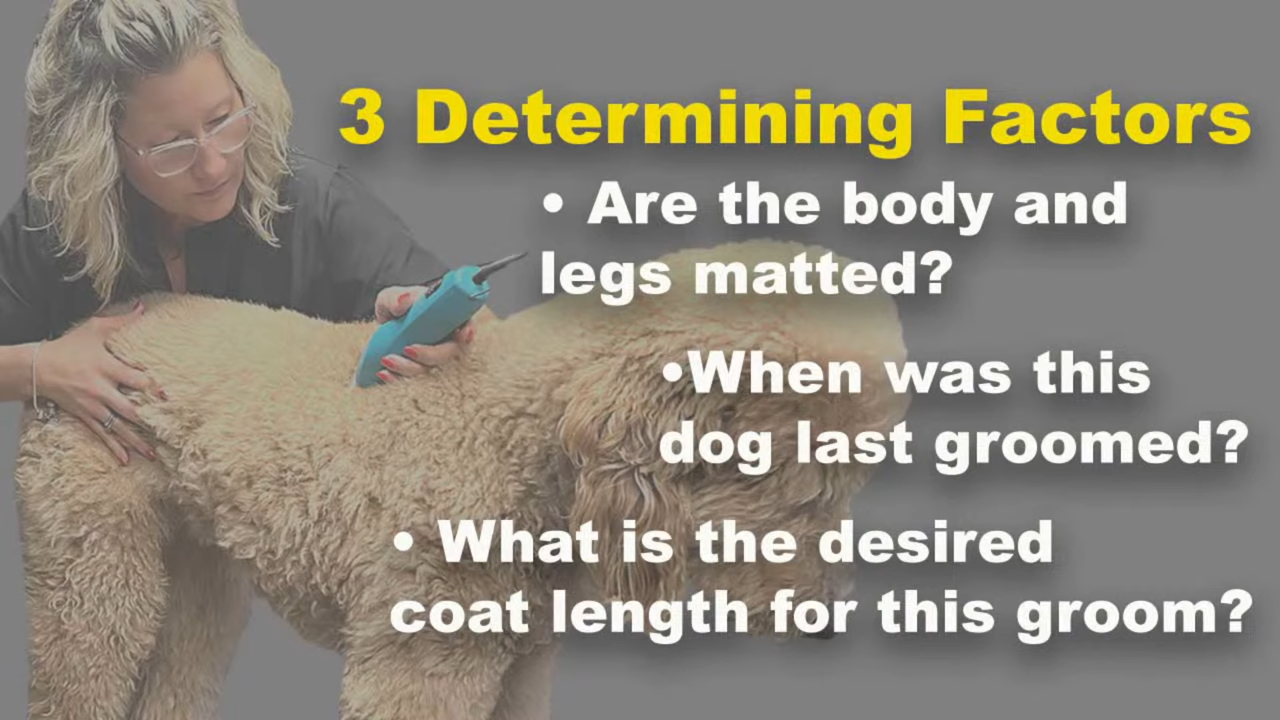 3 Determining Factors
• Are the body and
legs matted?
•When was this
dog last groomed?
• What is the desired
coat length for this groom?